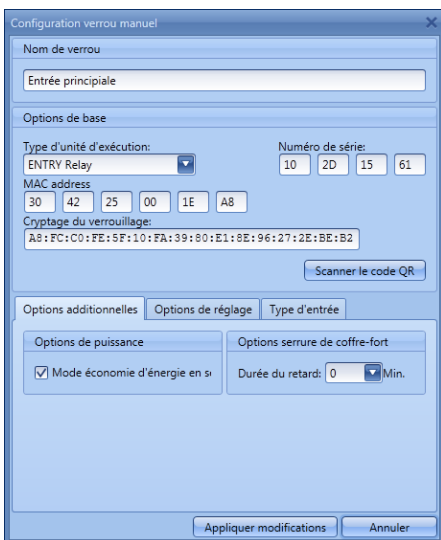 Configuration verrou manuel
Nom de verrou
Entrée principiale
Options de base
Type d'unité d'exécution: Numéro de série:
ENTRY Relay 10 2D 15 61
MAC address
30 42 25 00 1E A8
Cryptage du verrouillage:
A8:FC:C0:FE:5F:10:FA:39:80:E1:8E:96:27:2E:BE:B2
Scanner le code QR
Options additionnelles Options de réglage Type d'entrée
Options de puissance Options serrure de coffre-fort
Mode économie d'énergie en s Durée du retard: 0 Min.
Appliquer modifications Annuler